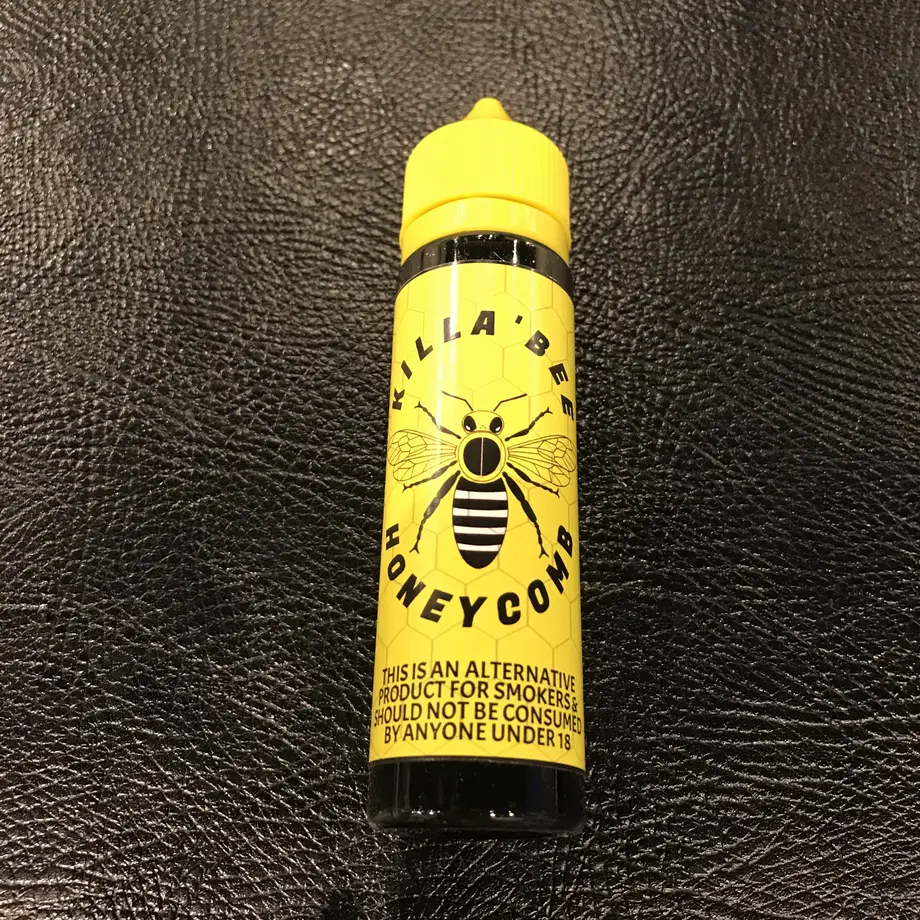 KILLA'BEE
HONEYCOMB
THIS IS AN ALTERNATIVE
PRODUCT FOR SMOKERS &
SHOULD NOT BE CONSUMED
BY ANYONE UNDER 18